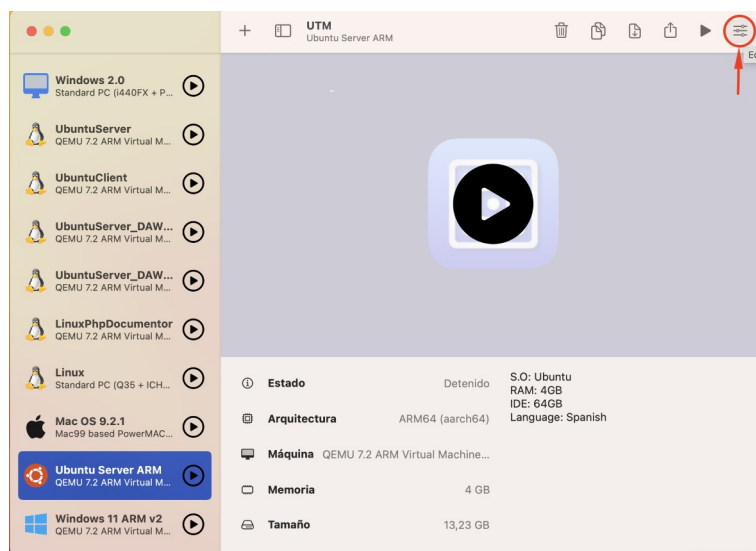 UTM
Ubuntu Server ARM
Windows 2.0
Standard PC (i440FX + P...
UbuntuServer
QEMU 7.2 ARM Virtual M...
UbuntuClient
QEMU 7.2 ARM Virtual M...
UbuntuServer_DAW...
QEMU 7.2 ARM Virtual M...
UbuntuServer_DAW...
QEMU 7.2 ARM Virtual M...
LinuxPhpDocumentor
QEMU 7.2 ARM Virtual M...
Linux
Standard PC (Q35 + ICH...
Mac OS 9.2.1
Mac99 based PowerMAC...
Ubuntu Server ARM
QEMU 7.2 ARM Virtual M...
Windows 11 ARM v2
QEMU 7.2 ARM Virtual M...
Estado Detenido
Arquitectura ARM64 (aarch64)
Máquina QEMU 7.2 ARM Virtual Machine...
Memoria 4 GB
Tamaño 13,23 GB
S.O: Ubuntu
RAM: 4GB
IDE: 64GB
Language: Spanish